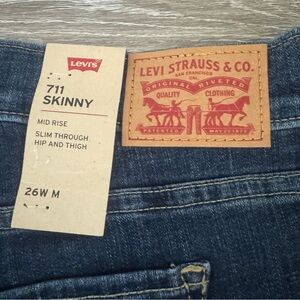 Levi's
711
SKINNY
MID RISE
SLIM THROUGH
HIP AND THIGH
26W M
LEVI STRAUSS & CO.
SAN FRANCISCO
CAL.
ORIGINAL RIVETED
QUALITY CLOTHING
PATENTED MAY 20 1873